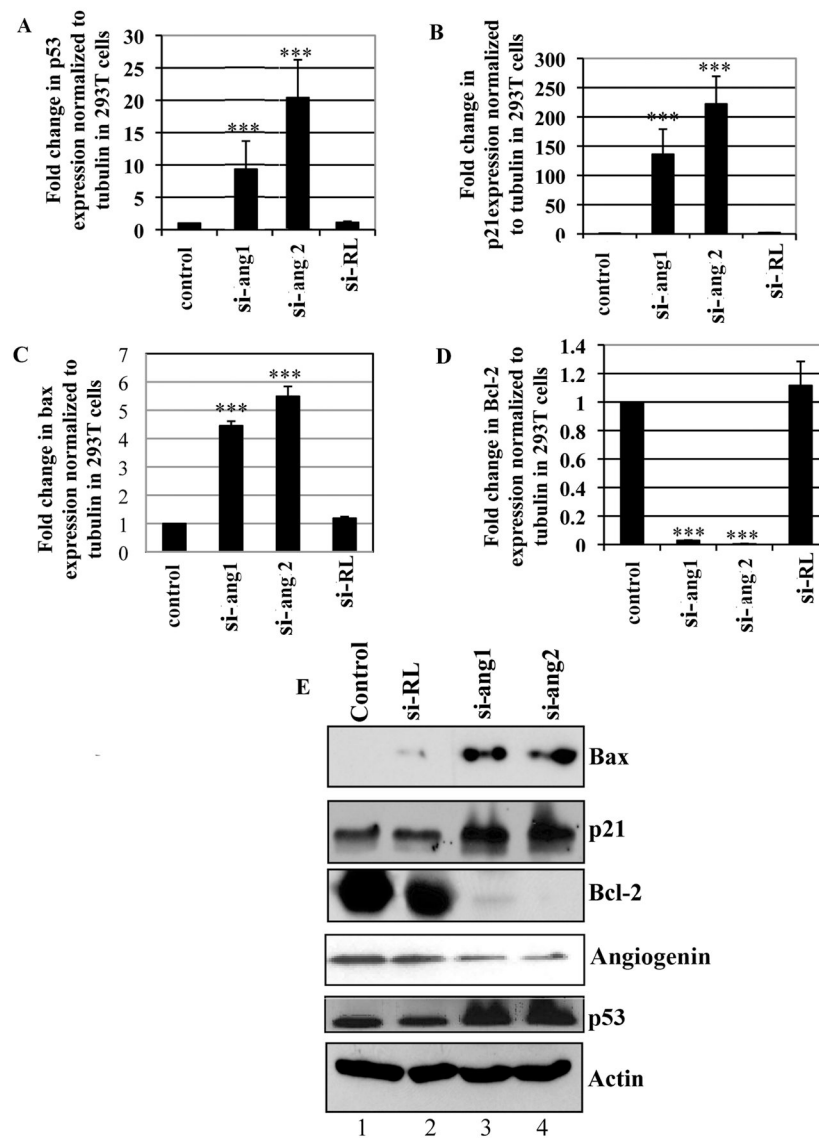 A
Fold change in p53
expression normalized to
tubulin in 293T cells
30
25
20
15
10
5
0
***
***
control
si-ang1
si-ang 2
si-RL
B
Fold change in
p21expression normalized
to tubulin in 293T cells
300
250
200
150
100
50
0
***
***
control
si-ang1
si-ang 2
si-RL
C
Fold change in bax
expression normalized to
tubulin in 293T cells
7
6
5
4
3
2
1
0
***
***
control
si-ang1
si-ang 2
si-RL
D
Fold change in Bcl-2
expression normalized to
tubulin in 293T cells
1.4
1.2
1
0.8
0.6
0.4
0.2
0
***
***
control
si-ang1
si-ang 2
si-RL
E
Control
si-RL
si-ang1
si-ang2
Bax
p21
Bcl-2
Angiogenin
p53
Actin
1 2 3 4